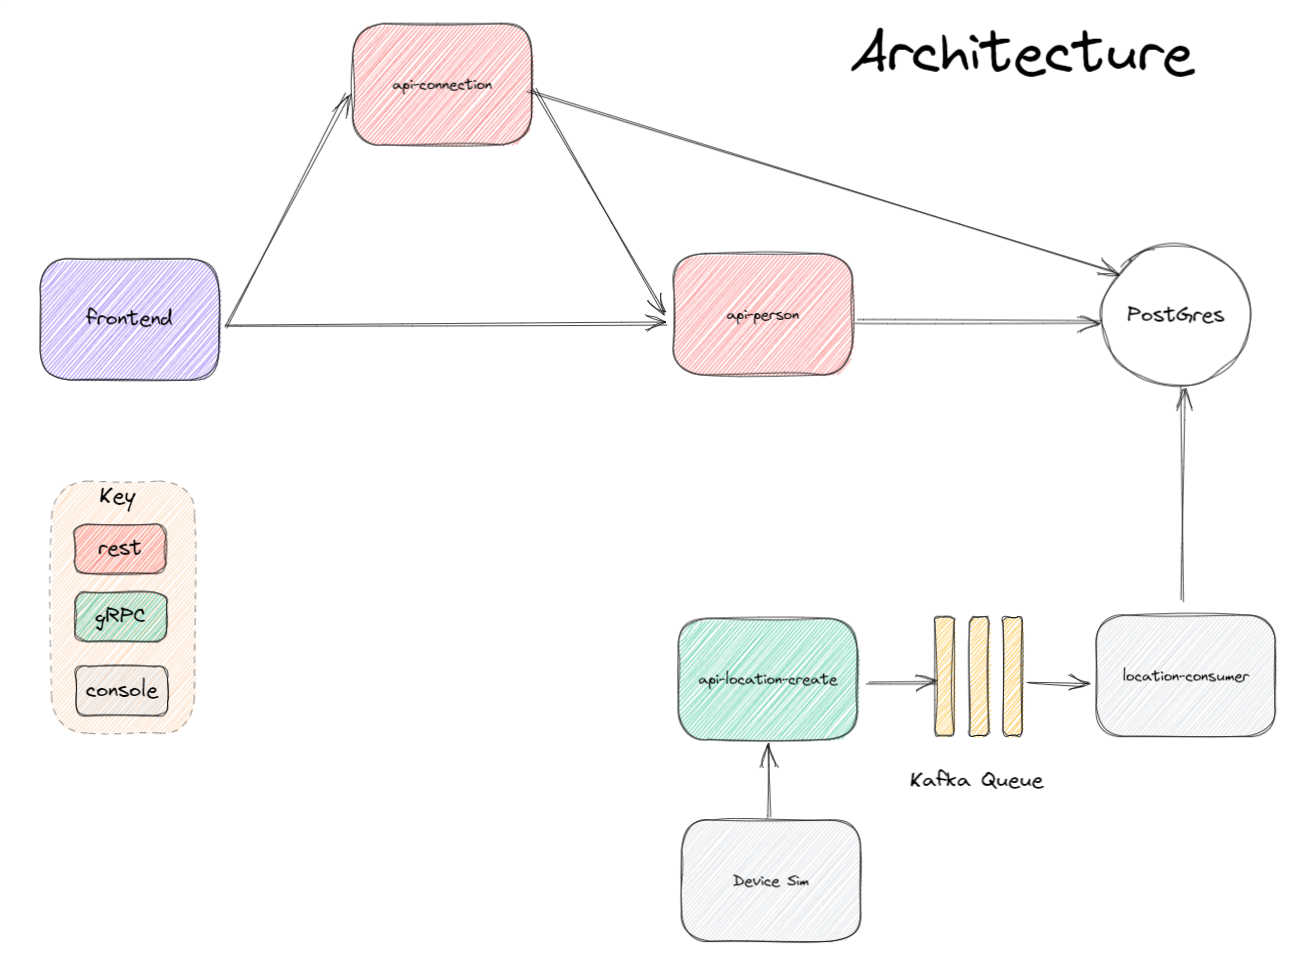 Architecture
api-connection
frontend
api-person
PostGres
Key
rest
gRPC
console
api-location-create
location-consumer
Kafka Queue
Device Sim